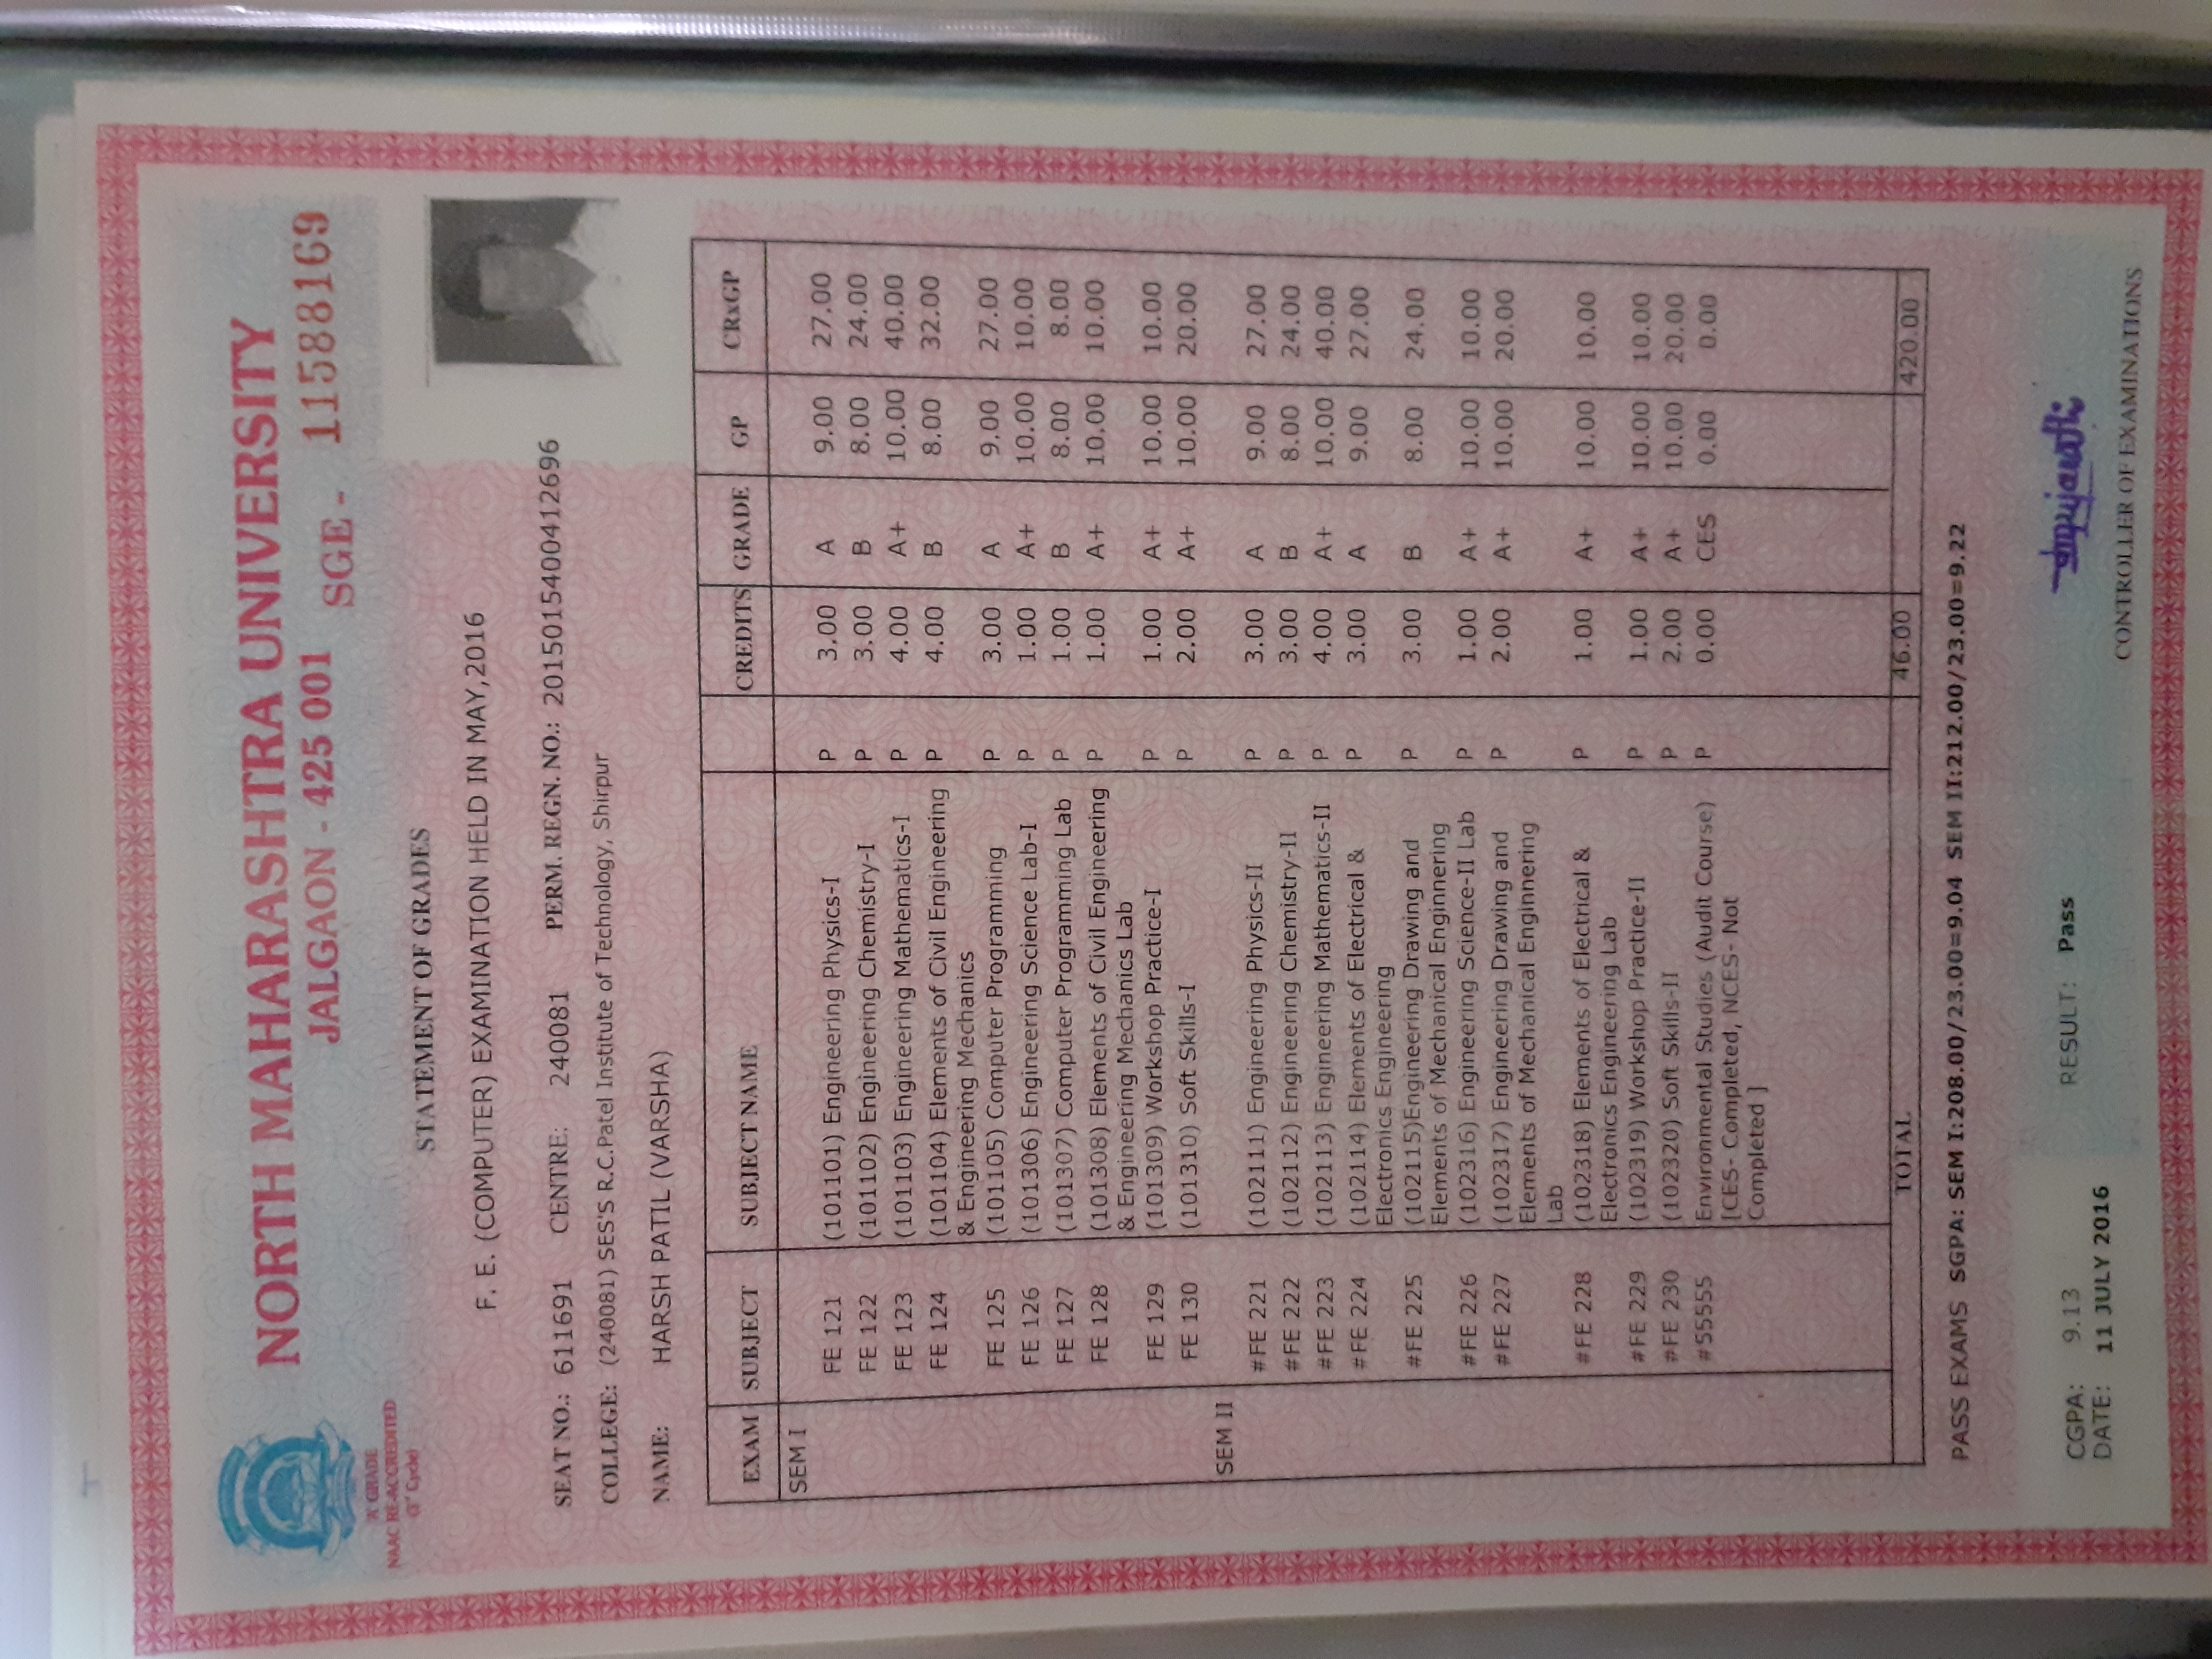 NORTH MAHARASHTRA UNIVERSITY
JALGAON - 425 001
SGE - 11588169
'A' GRADE
NAAC RE-ACCREDITED
(3rd Cycle)
STATEMENT OF GRADES
F. E. (COMPUTER) EXAMINATION HELD IN MAY,2016
SEAT NO.: 611691 CENTRE: 240081 PERM. REGN. NO.: 2015015400412696
COLLEGE: (240081) SES'S R.C.Patel Institute of Technology, Shirpur
NAME: HARSH PATIL (VARSHA)
EXAM SUBJECT SUBJECT NAME CREDITS GRADE GP CRxGP
SEM I
FE 121 (101101) Engineering Physics-I P 3.00 A 9.00 27.00
FE 122 (101102) Engineering Chemistry-I P 3.00 B 8.00 24.00
FE 123 (101103) Engineering Mathematics-I P 4.00 A+ 10.00 40.00
FE 124 (101104) Elements of Civil Engineering P 4.00 B 8.00 32.00
& Engineering Mechanics
FE 125 (101105) Computer Programming P 3.00 A 9.00 27.00
FE 126 (101306) Engineering Science Lab-I P 1.00 A+ 10.00 10.00
FE 127 (101307) Computer Programming Lab P 1.00 B 8.00 8.00
FE 128 (101308) Elements of Civil Engineering P 1.00 A+ 10.00 10.00
& Engineering Mechanics Lab
FE 129 (101309) Workshop Practice-I P 1.00 A+ 10.00 10.00
FE 130 (101310) Soft Skills-I P 2.00 A+ 10.00 20.00
SEM II
#FE 221 (102111) Engineering Physics-II P 3.00 A 9.00 27.00
#FE 222 (102112) Engineering Chemistry-II P 3.00 B 8.00 24.00
#FE 223 (102113) Engineering Mathematics-II P 4.00 A+ 10.00 40.00
#FE 224 (102114) Elements of Electrical & P 3.00 A 9.00 27.00
Electronics Engineering
#FE 225 (102115)Engineering Drawing and P 3.00 B 8.00 24.00
Elements of Mechanical Enginnering
#FE 226 (102316) Engineering Science-II Lab P 1.00 A+ 10.00 10.00
#FE 227 (102317) Engineering Drawing and P 2.00 A+ 10.00 20.00
Elements of Mechanical Enginnering
Lab
#FE 228 (102318) Elements of Electrical & P 1.00 A+ 10.00 10.00
Electronics Engineering Lab
#FE 229 (102319) Workshop Practice-II P 1.00 A+ 10.00 10.00
#FE 230 (102320) Soft Skills-II P 2.00 A+ 10.00 20.00
#55555 Environmental Studies (Audit Course) P 0.00 CES 0.00 0.00
[CES- Completed, NCES- Not
Completed ]
TOTAL 46.00 420.00
PASS EXAMS SGPA: SEM I:208.00/23.00=9.04 SEM II:212.00/23.00=9.22
CGPA: 9.13 RESULT: Pass
DATE: 11 JULY 2016
CONTROLLER OF EXAMINATIONS